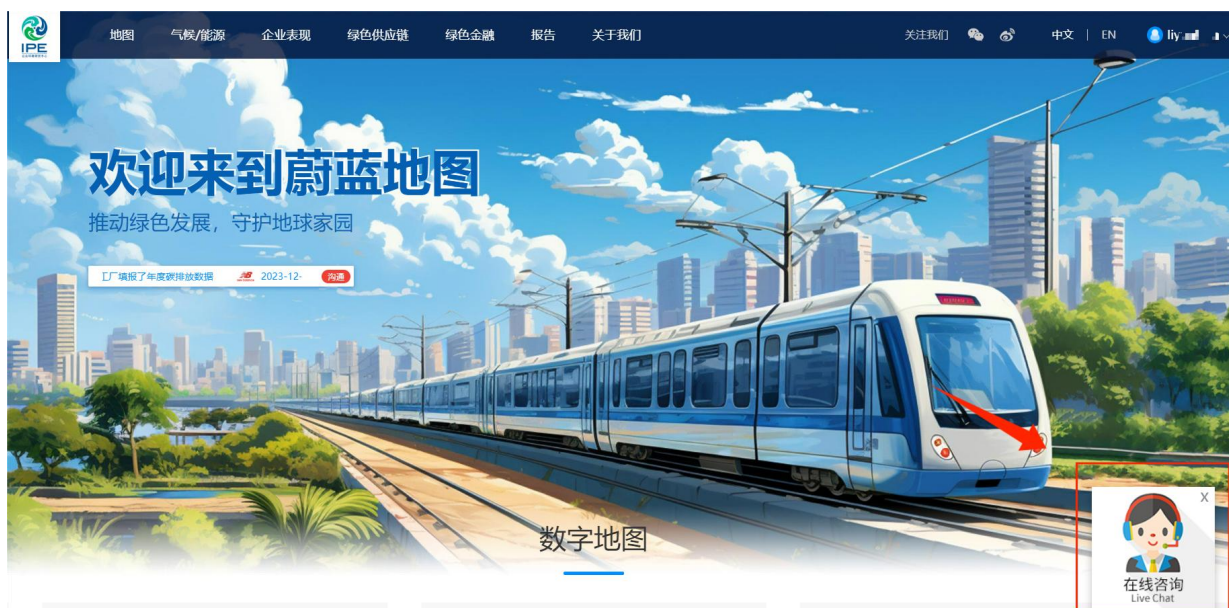 IPE
地图 气候/能源 企业表现 绿色供应链 绿色金融 报告 关于我们 关注我们 中文 | EN
欢迎来到蔚蓝地图
推动绿色发展，守护地球家园
工厂填报了年度碳排放数据 2023-12- 沟通
数字地图
X
在线咨询
Live Chat